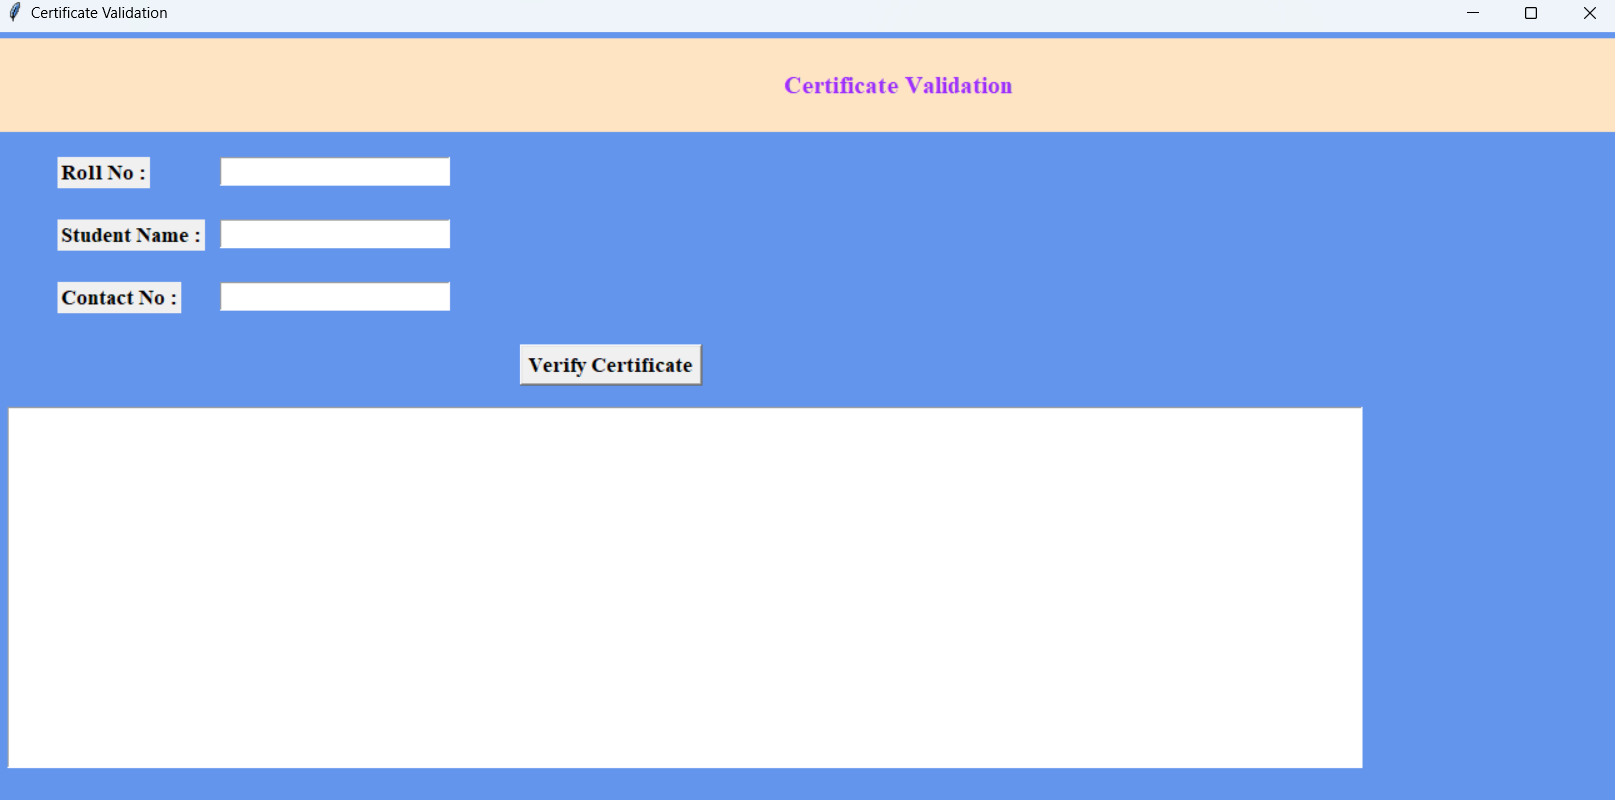 Certificate Validation
Certificate Validation
Roll No :
Student Name :
Contact No :
Verify Certificate